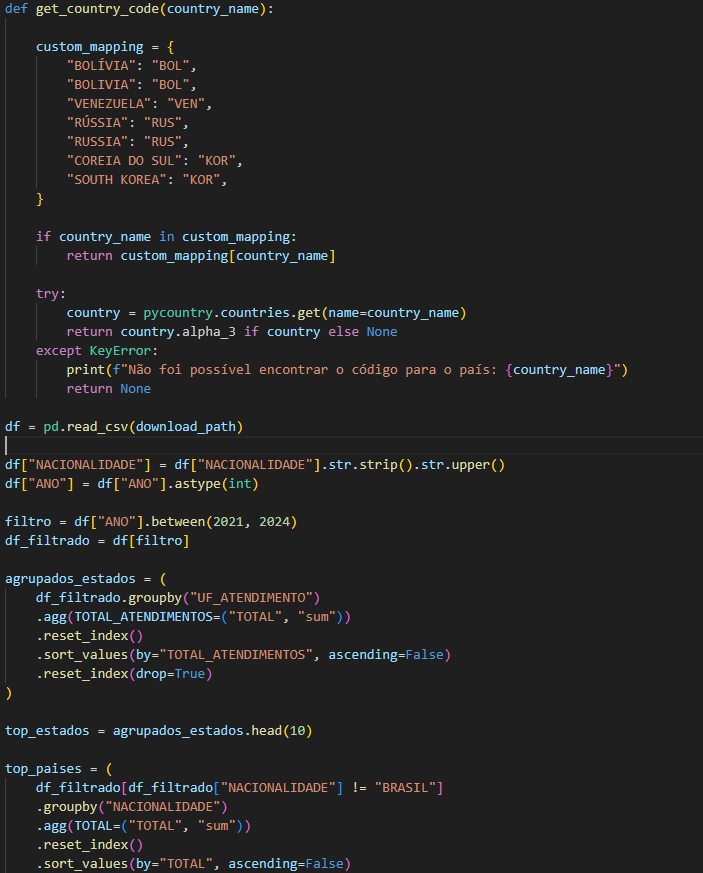 def get_country_code(country_name):
    custom_mapping = {
        "BOLÍVIA": "BOL",
        "BOLIVIA": "BOL",
        "VENEZUELA": "VEN",
        "RÚSSIA": "RUS",
        "RUSSIA": "RUS",
        "COREIA DO SUL": "KOR",
        "SOUTH KOREA": "KOR",
    }
    if country_name in custom_mapping:
        return custom_mapping[country_name]
    try:
        country = pycountry.countries.get(name=country_name)
        return country.alpha_3 if country else None
    except KeyError:
        print(f"Não foi possível encontrar o código para o país: {country_name}")
        return None
df = pd.read_csv(download_path)
df["NACIONALIDADE"] = df["NACIONALIDADE"].str.strip().str.upper()
df["ANO"] = df["ANO"].astype(int)
filtro = df["ANO"].between(2021, 2024)
df_filtrado = df[filtro]
agrupados_estados = (
    df_filtrado.groupby("UF_ATENDIMENTO")
    .agg(TOTAL_ATENDIMENTOS=("TOTAL", "sum"))
    .reset_index()
    .sort_values(by="TOTAL_ATENDIMENTOS", ascending=False)
    .reset_index(drop=True)
)
top_estados = agrupados_estados.head(10)
top_paises = (
    df_filtrado[df_filtrado["NACIONALIDADE"] != "BRASIL"]
    .groupby("NACIONALIDADE")
    .agg(TOTAL=("TOTAL", "sum"))
    .reset_index()
    .sort_values(by="TOTAL", ascending=False)